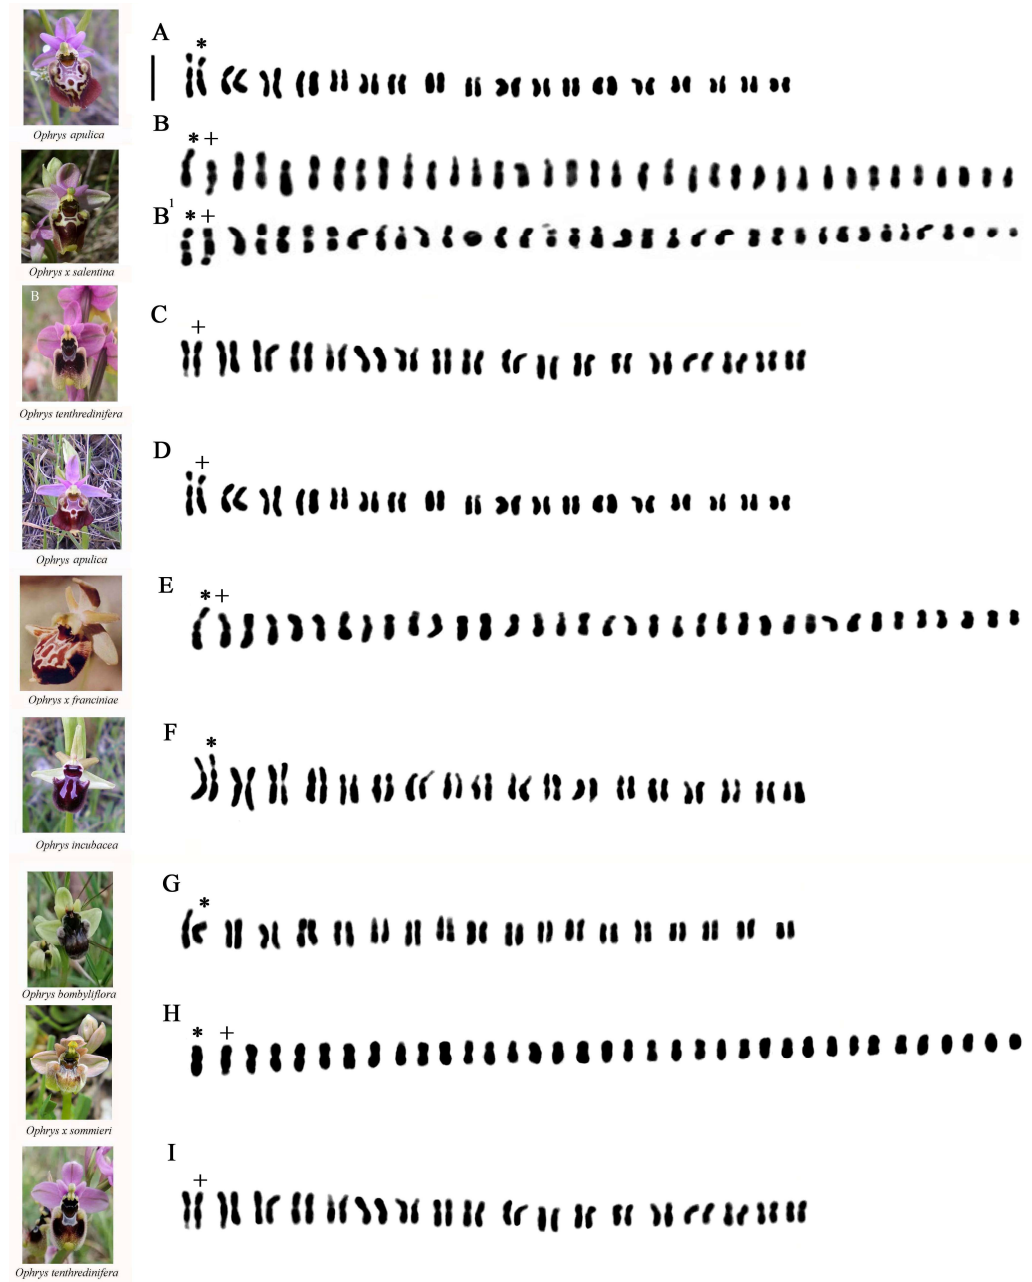 A
*
Ophrys apulica
B
* +
B1
* +
Ophrys x salentina
B
C
+
Ophrys tenthredinifera
D
+
Ophrys apulica
E
* +
Ophrys x franciniae
F
*
Ophrys incubacea
G
*
Ophrys bombyliflora
H
* +
Ophrys x sommieri
I
+
Ophrys tenthredinifera